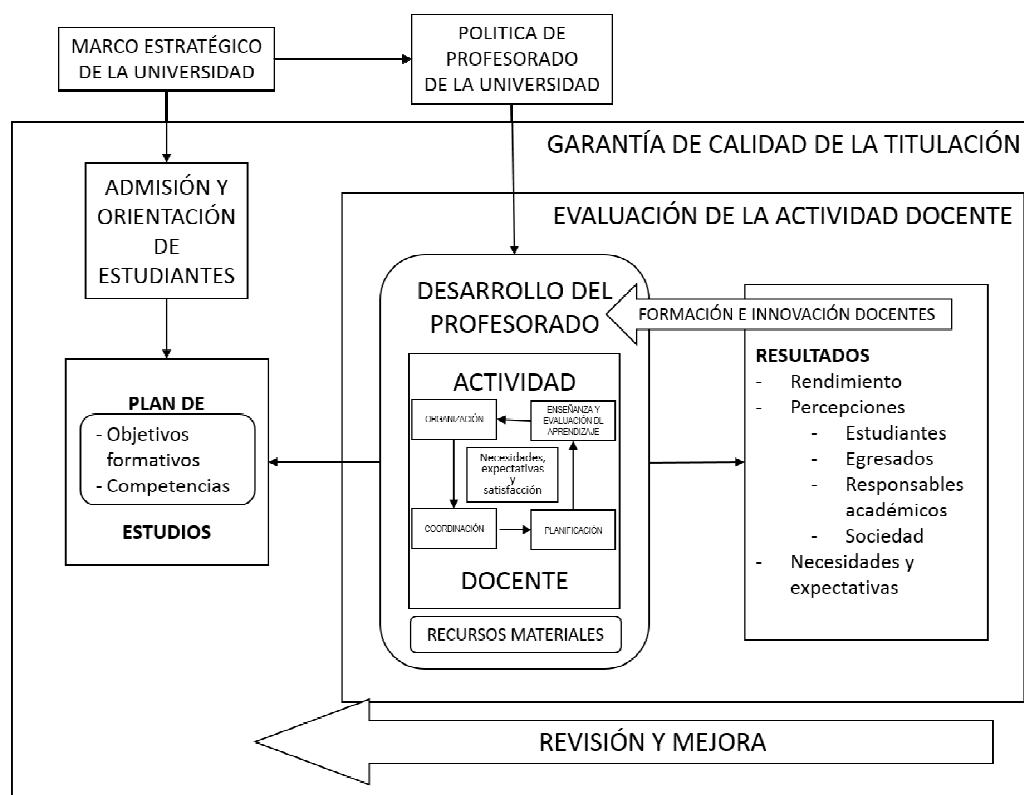 MARCO ESTRATÉGICO
DE LA UNIVERSIDAD
POLITICA DE
PROFESORADO
DE LA UNIVERSIDAD
GARANTÍA DE CALIDAD DE LA TITULACIÓN
ADMISIÓN Y
ORIENTACIÓN
DE
ESTUDIANTES
EVALUACIÓN DE LA ACTIVIDAD DOCENTE
DESARROLLO DEL
PROFESORADO
FORMACIÓN E INNOVACIÓN DOCENTES
PLAN DE
- Objetivos
formativos
- Competencias
ESTUDIOS
ACTIVIDAD
ORGANIZACIÓN
ENSEÑANZA Y
EVALUACIÓN DE
APRENDIZAJE
Necesidades,
expectativas
y
satisfacción
COORDINACIÓN
PLANIFICACIÓN
DOCENTE
RECURSOS MATERIALES
RESULTADOS
- Rendimiento
- Percepciones
- Estudiantes
- Egresados
- Responsables
académicos
- Sociedad
- Necesidades y
expectativas
REVISIÓN Y MEJORA